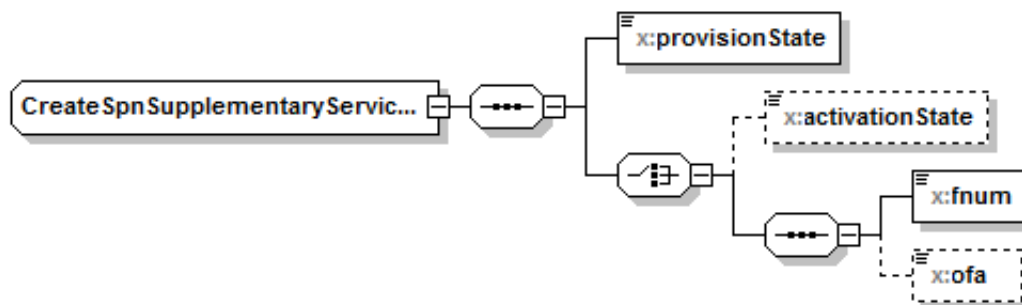 x:provisionState
CreateSpnSupplementaryServic...
x:activationState
x:fnum
x:ofa